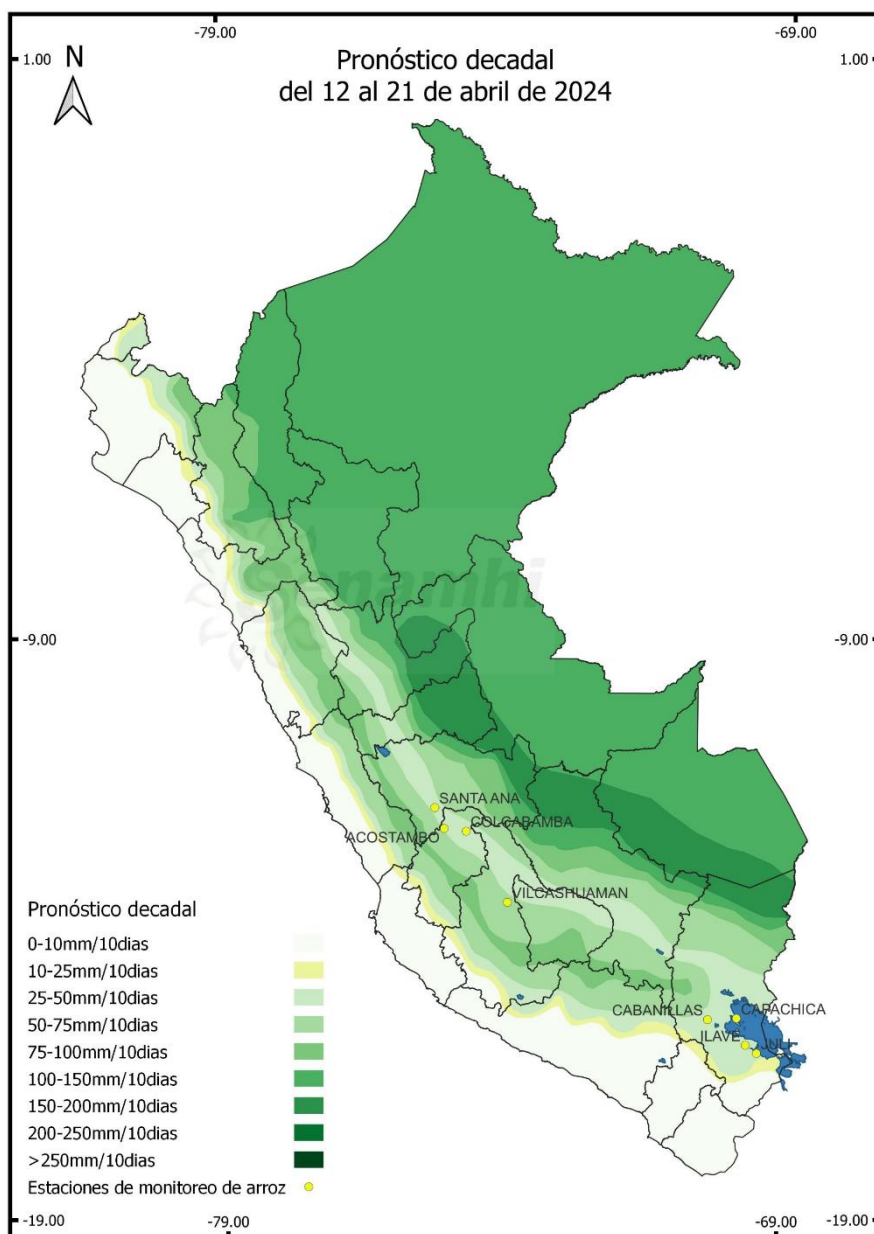 -79.00
-69.00
1.00
1.00
N
Pronóstico decadal
del 12 al 21 de abril de 2024
senamhi
-9.00
-9.00
SANTA ANA
ACOSTAMBO
COLCABAMBA
VILCASHUAMAN
CABANILLAS
CAPACHICA
ILAVE
JULI
Pronóstico decadal
0-10mm/10dias
10-25mm/10dias
25-50mm/10dias
50-75mm/10dias
75-100mm/10dias
100-150mm/10dias
150-200mm/10dias
200-250mm/10dias
>250mm/10dias
Estaciones de monitoreo de arroz
-19.00
-79.00
-69.00
-19.00